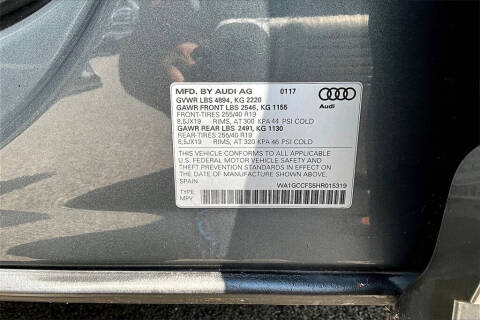 MFD. BY AUDI AG 0117
GVWR LBS 4894, KG 2220
GAWR FRONT LBS 2546, KG 1155
FRONT-TIRES 255/40 R19
8,5JX19 RIMS, AT 300 KPA 44 PSI COLD
GAWR REAR LBS 2491, KG 1130
REAR-TIRES 255/40 R19
8,5JX19 RIMS, AT 320 KPA 46 PSI COLD
Audi
THIS VEHICLE CONFORMS TO ALL APPLICABLE
U.S. FEDERAL MOTOR VEHICLE SAFETY AND
THEFT PREVENTION STANDARDS IN EFFECT ON
THE DATE OF MANUFACTURE SHOWN ABOVE.
SPAIN
TYPE: WA1GCCFS5HR015319
MPV